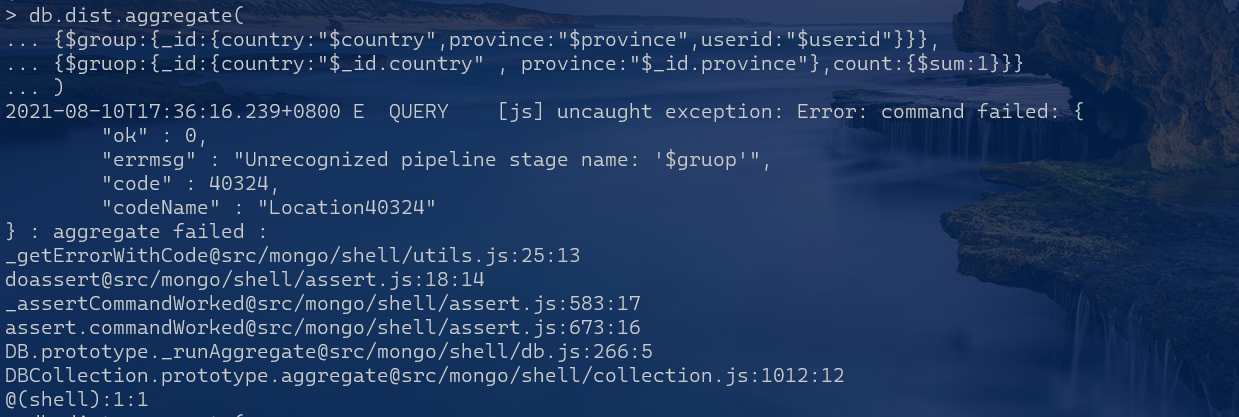 > db.dist.aggregate(
... {$group:{_id:{country:"$country",province:"$province",userid:"$userid"}}},
... {$gruop:{_id:{country:"$_id.country" , province:"$_id.province"},count:{$sum:1}}}
... )
2021-08-10T17:36:16.239+0800 E  QUERY    [js] uncaught exception: Error: command failed: {
        "ok" : 0,
        "errmsg" : "Unrecognized pipeline stage name: '$gruop'",
        "code" : 40324,
        "codeName" : "Location40324"
} : aggregate failed :
_getErrorWithCode@src/mongo/shell/utils.js:25:13
doassert@src/mongo/shell/assert.js:18:14
_assertCommandWorked@src/mongo/shell/assert.js:583:17
assert.commandWorked@src/mongo/shell/assert.js:673:16
DB.prototype._runAggregate@src/mongo/shell/db.js:266:5
DBCollection.prototype.aggregate@src/mongo/shell/collection.js:1012:12
@(shell):1:1